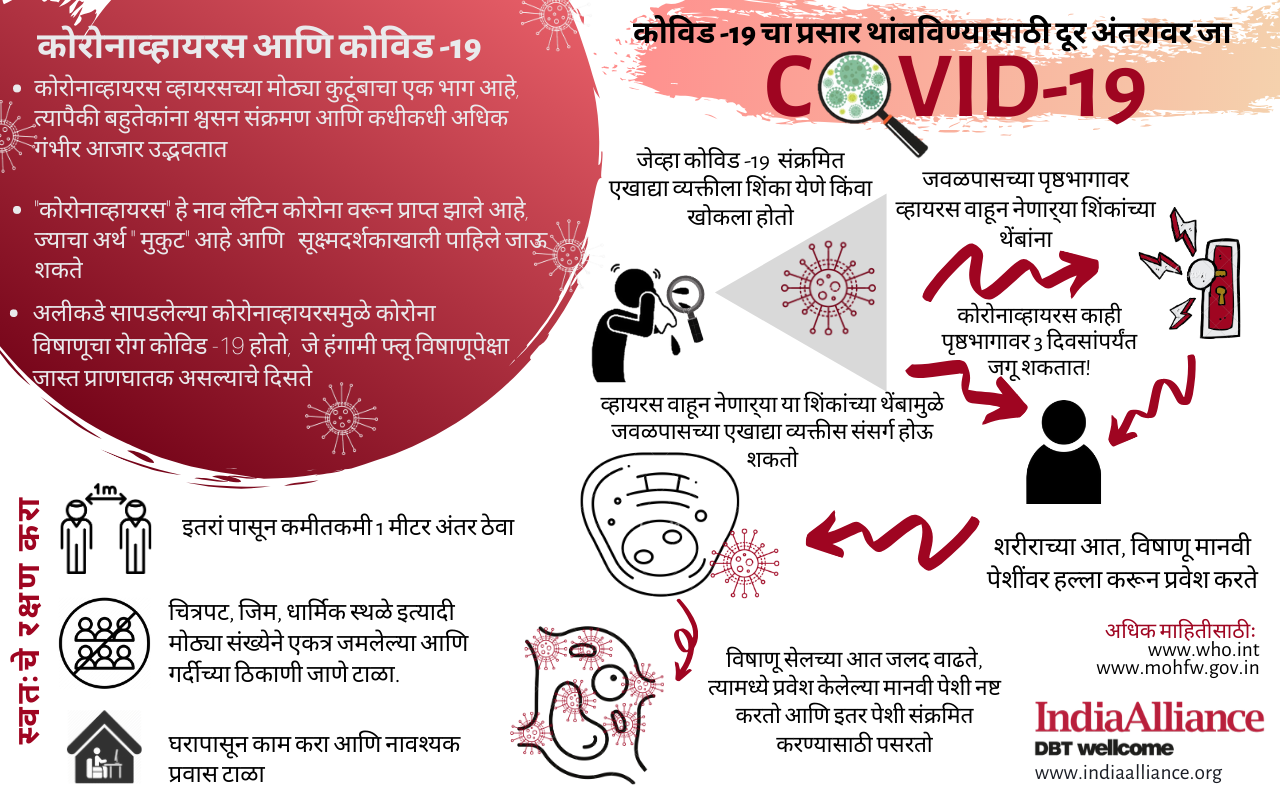 कोरोनाव्हायरस आणि कोविड -19
कोरोनाव्हायरस व्हायरसच्या मोठ्या कुटूंबाचा एक भाग आहे,
त्यापैकी बहुतेकांना श्वसन संक्रमण आणि कधीकधी अधिक
गंभीर आजार उद्भवतात
"कोरोनाव्हायरस" हे नाव लॅटिन कोरोना वरून प्राप्त झाले आहे,
ज्याचा अर्थ " मुकुट" आहे आणि सूक्ष्मदर्शकाखाली पाहिले जाऊ
शकते
अलीकडे सापडलेल्या कोरोनाव्हायरसमुळे कोरोना
विषाणूचा रोग कोविड -19 होतो, जे हंगामी फ्लू विषाणूपेक्षा
जास्त प्राणघातक असल्याचे दिसते
कोविड -19 चा प्रसार थांबविण्यासाठी दूर अंतरावर जा
COVID-19
जेव्हा कोविड -19 संक्रमित
एखाद्या व्यक्तीला शिंका येणे किंवा
खोकला होतो
जवळपासच्या पृष्ठभागावर
व्हायरस वाहून नेणाऱ्या शिंकांच्या
थेंबांना
कोरोनाव्हायरस काही
पृष्ठभागावर 3 दिवसांपर्यंत
जगू शकतात!
व्हायरस वाहून नेणाऱ्या या शिंकांच्या थेंबामुळे
जवळपासच्या एखाद्या व्यक्तीस संसर्ग होऊ
शकतो
शरीराच्या आत, विषाणू मानवी
पेशींवर हल्ला करून प्रवेश करते
विषाणू सेलच्या आत जलद वाढते,
त्यामध्ये प्रवेश केलेल्या मानवी पेशी नष्ट
करतो आणि इतर पेशी संक्रमित
करण्यासाठी पसरतो
स्वतःचे रक्षण करा
1m
इतरां पासून कमीतकमी 1 मीटर अंतर ठेवा
चित्रपट, जिम, धार्मिक स्थळे इत्यादी
मोठ्या संख्येने एकत्र जमलेल्या आणि
गर्दीच्या ठिकाणी जाणे टाळा.
घरापासून काम करा आणि नावश्यक
प्रवास टाळा
अधिक माहितीसाठीः
www.who.int
www.mohfw.gov.in
IndiaAlliance
DBT wellcome
www.indiaalliance.org